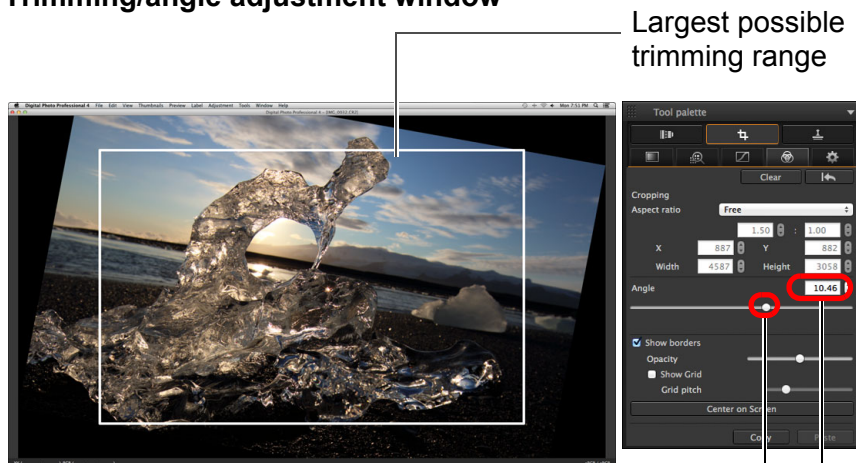 Trimming/angle adjustment window
Largest possible
trimming range
Digital Photo Professional 4 File Edit View Thumbnails Preview Label Adjustment Tools Window Help
Mon 7:51 PM
Tool palette
Clear
Cropping
Aspect ratio Free
1.50 : 1.00
X 887 Y 882
Width 4587 Height 3058
Angle 10.46
Show borders
Opacity
Show Grid
Grid pitch
Center on Screen
Copy Paste